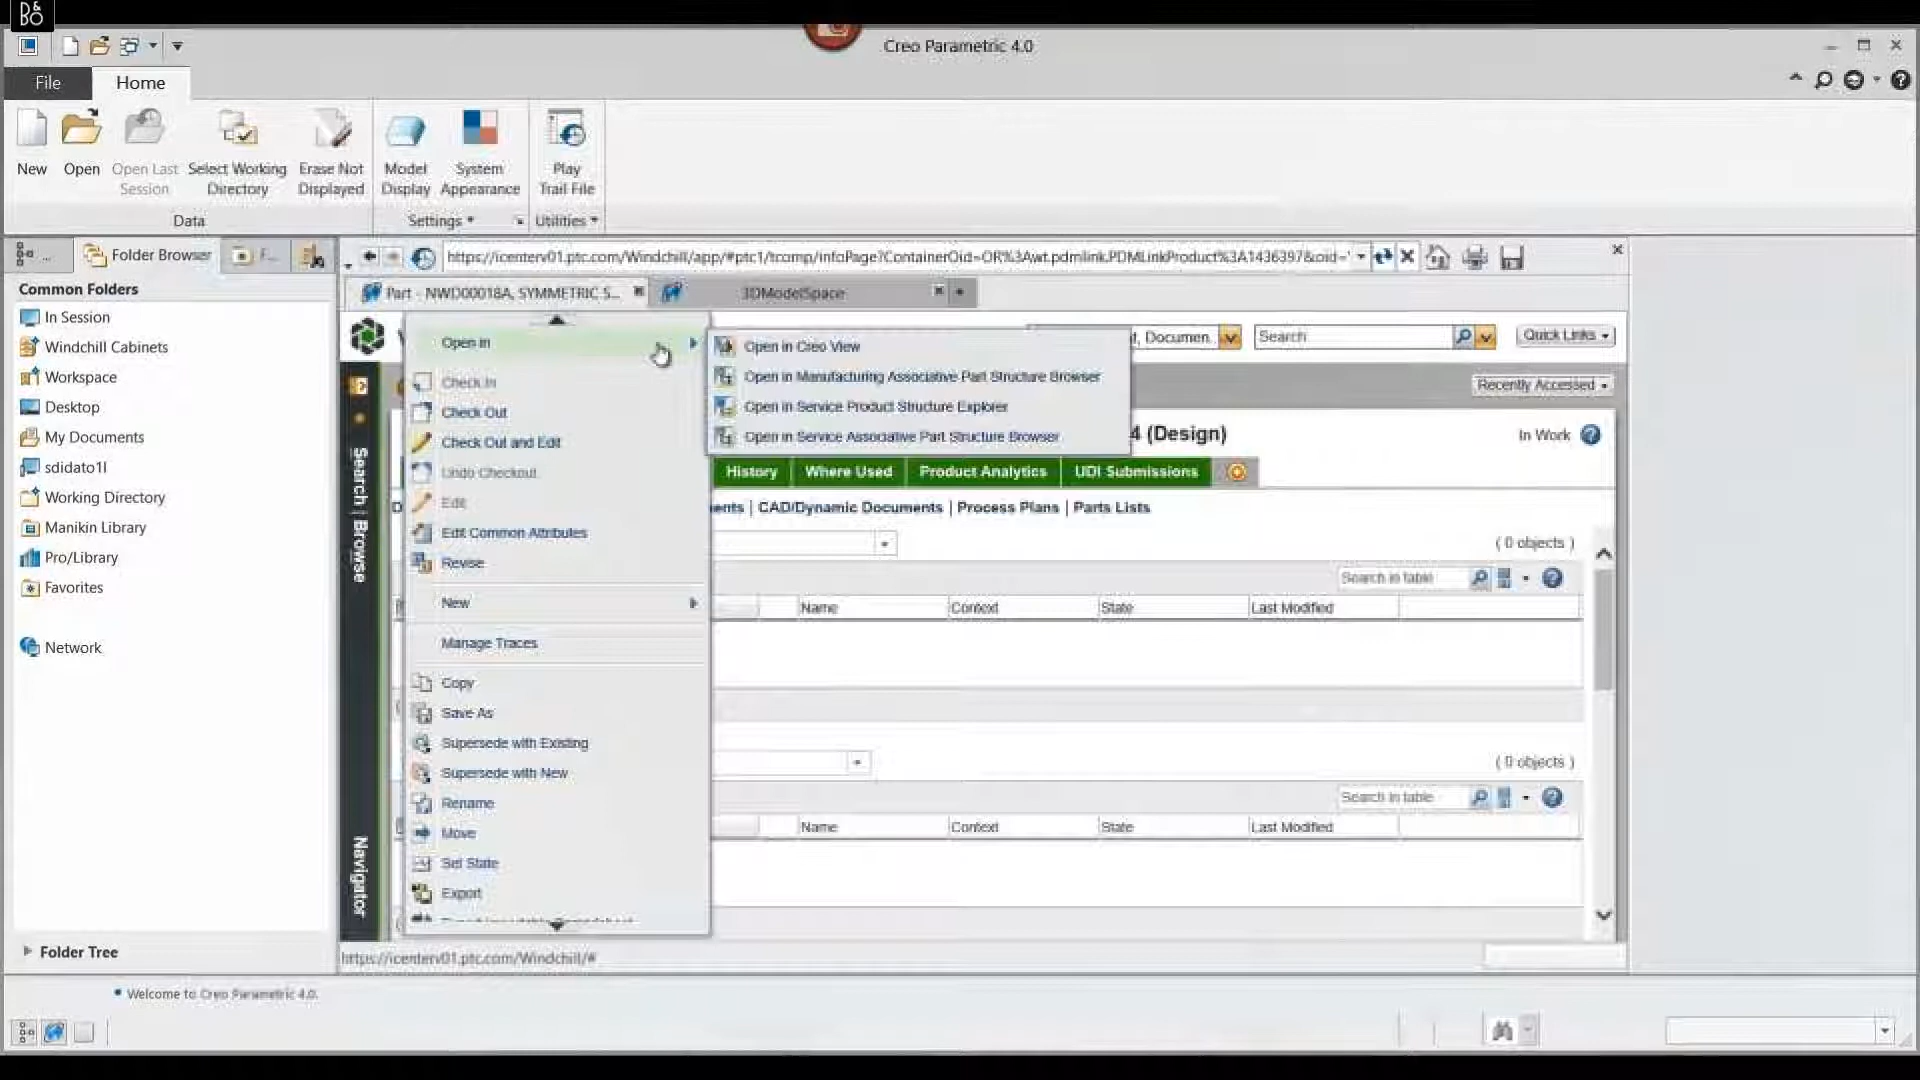 B&O
Creo Parametric 4.0
File
Home
New
Open
Open Last
Session
Select Working
Directory
Erase Not
Displayed
Model
Display
System
Appearance
Play
Trail File
Data
Settings
Utilities
...
Folder Browser
F...
Common Folders
In Session
Windchill Cabinets
Workspace
Desktop
My Documents
sdidato1l
Working Directory
Manikin Library
Pro/Library
Favorites
Network
Folder Tree
https://icenterv01.ptc.com/Windchill/app/#ptc1/tcomp/infoPage?ContainerOid=OR%3Awt.pdmlink.PDMLinkProduct%3A1436397&oid='
Part - NWD00018A, SYMMETRIC S...
3DModelSpace
Open in
Check In
Check Out
Check Out and Edit
Undo Checkout
Edit
Edit Common Attributes
Revise
New
Manage Traces
Copy
Save As
Supersede with Existing
Supersede with New
Rename
Move
Set State
Export
Open in Creo View
Open in Manufacturing Associative Part Structure Browser
Open in Service Product Structure Explorer
Open in Service Associative Part Structure Browser
t, Documen...
Search
Quick Links
Recently Accessed
4 (Design)
In Work
History
Where Used
Product Analytics
UDI Submissions
ents | CAD/Dynamic Documents | Process Plans | Parts Lists
( 0 objects )
Search in table
Name
Context
State
Last Modified
( 0 objects )
Search in table
Name
Context
State
Last Modified
Search | Browse
Navigator
https://icenterv01.ptc.com/Windchill/#
Welcome to Creo Parametric 4.0.